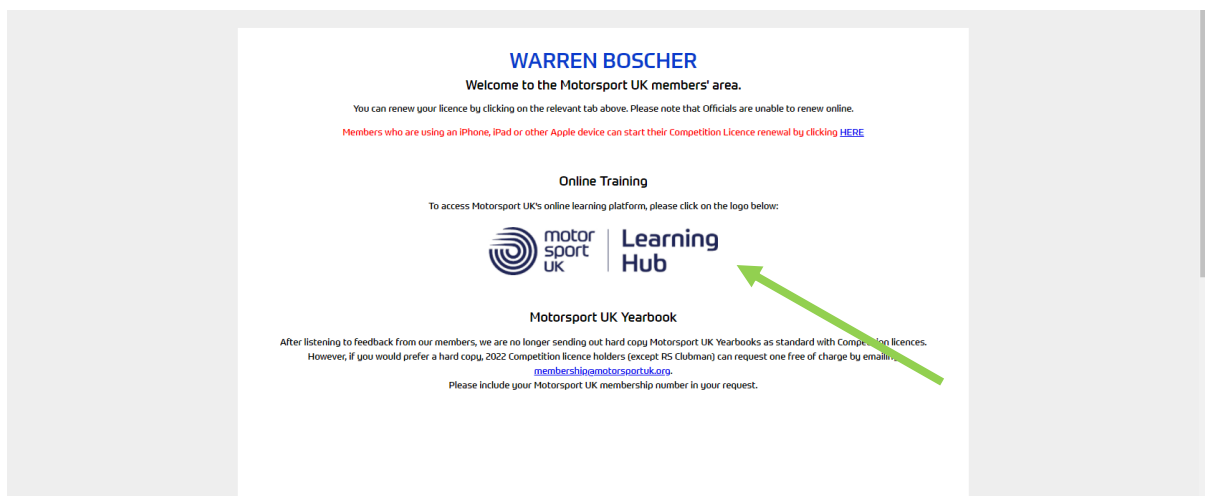 WARREN BOSCHER
Welcome to the Motorsport UK members' area.
You can renew your licence by clicking on the relevant tab above. Please note that Officials are unable to renew online.
Members who are using an iPhone, iPad or other Apple device can start their Competition Licence renewal by clicking HERE
Online Training
To access Motorsport UK's online learning platform, please click on the logo below:
motor
sport
UK
Learning
Hub
Motorsport UK Yearbook
After listening to feedback from our members, we are no longer sending out hard copy Motorsport UK Yearbooks as standard with Competition licences.
However, if you would prefer a hard copy, 2022 Competition licence holders (except RS Clubman) can request one free of charge by emailing
membership@motorsportuk.org.
Please include your Motorsport UK membership number in your request.